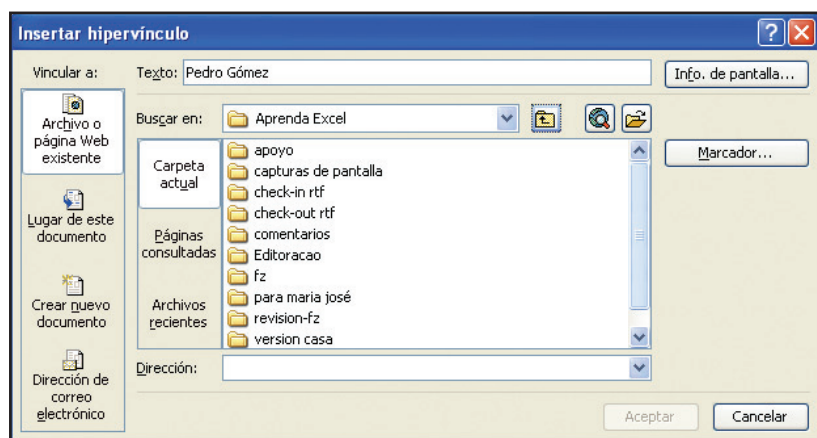 Insertar hipervínculo
Vincular a:
Texto: Pedro Gómez
Info. de pantalla...
Archivo o
página Web
existente
Buscar en: Aprenda Excel
Marcador...
Carpeta
actual
Páginas
consultadas
Archivos
recientes
apoyo
capturas de pantalla
check-in rtf
check-out rtf
comentarios
Editoracao
fz
para maria josé
revision-fz
version casa
Lugar de este
documento
Crear nuevo
documento
Dirección de
correo
electrónico
Dirección:
Aceptar
Cancelar